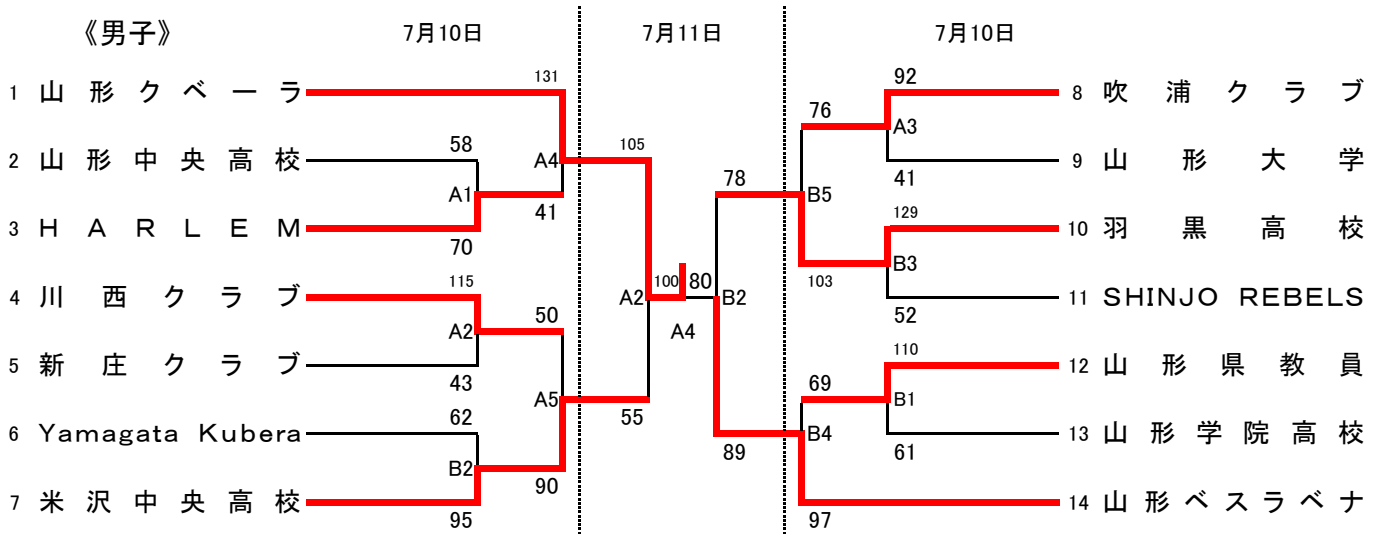 《男子》 7月10日 7月11日 7月10日
131 92
1 山形クベーラ 8 吹浦クラブ
76 A3
58 105
2 山形中央高校 A4 9 山形大学
78 41
A1 41 B5 129
3 HARLEM 10 羽黒高校
70 B3
115 100 80 103
4 川西クラブ A2 B2 11 SHINJO REBELS
50 52
A2 A4 110
5 新庄クラブ 12 山形県教員
43 69
A5 B1
62 55
6 Yamagata Kubera B4 13 山形学院高校
89 61
B2 90
7 米沢中央高校 14 山形ベスラベナ
95 97